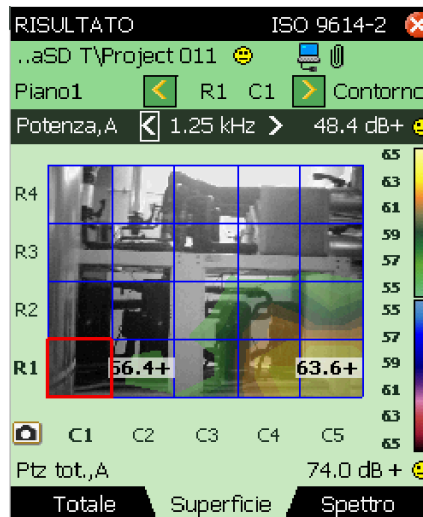 RISULTATO ISO 9614-2
..aSD T\Project 011
Piano1 < R1 C1 > Contorno
Potenza,A < 1.25 kHz > 48.4 dB+
65
63
R4
61
59
R3
57
55
R2
55
57
R1 56.4+ 63.6+ 59
61
63
C1 C2 C3 C4 C5
65
Ptz tot.,A 74.0 dB +
Totale Superficie Spettro